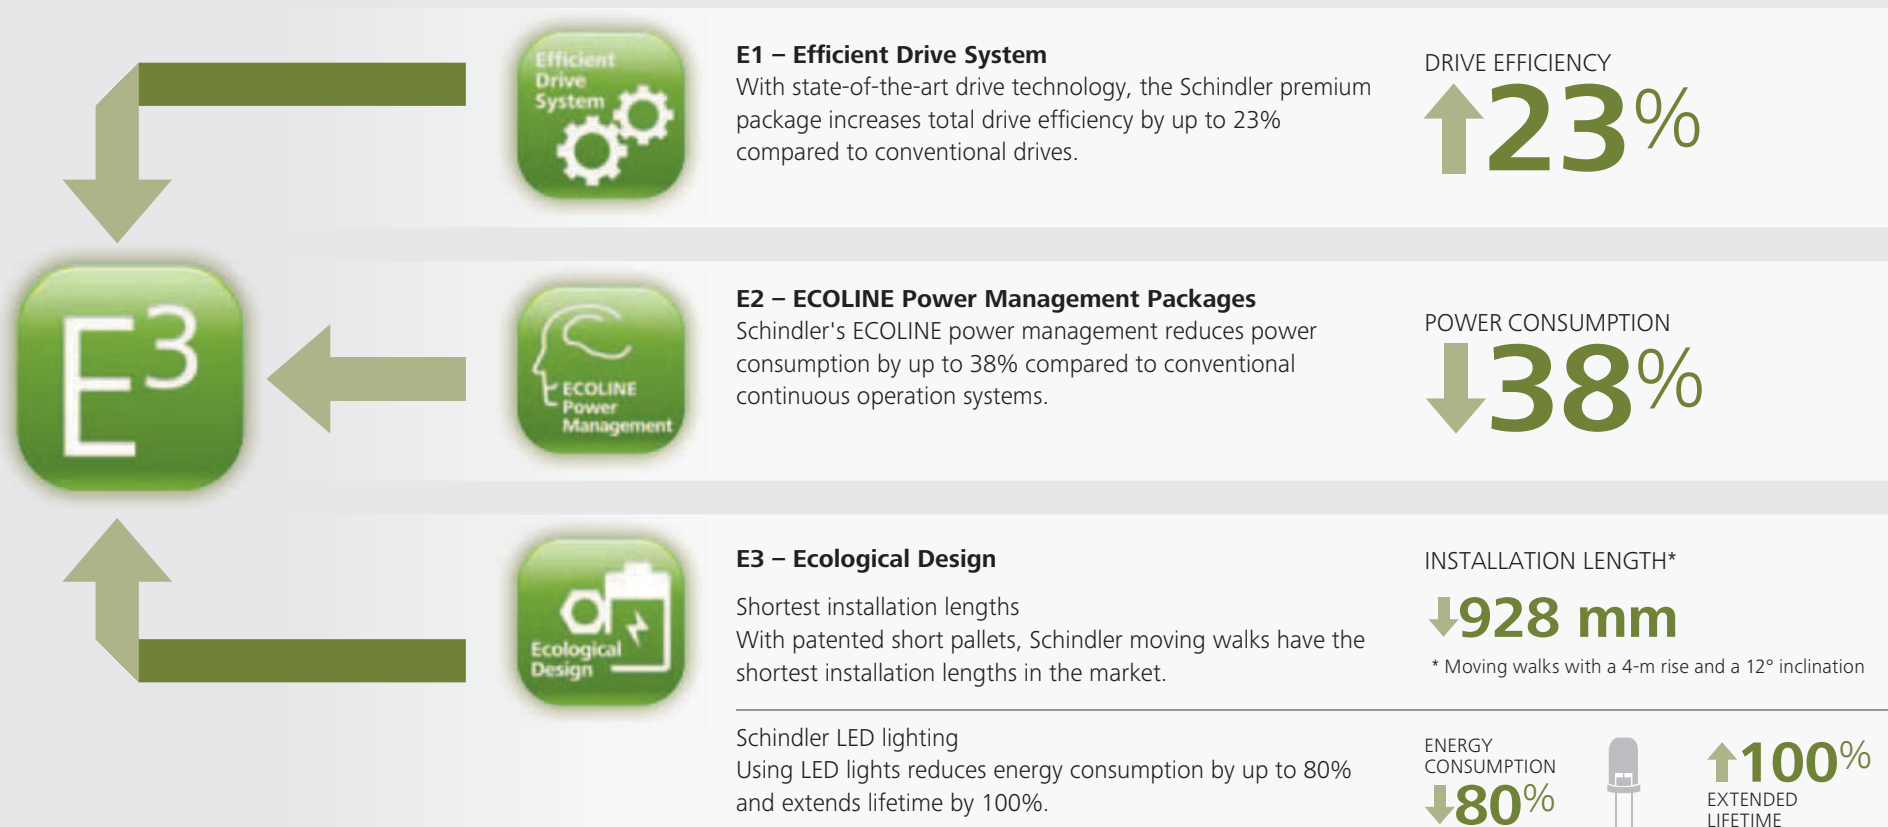 Efficient
Drive
System
E1 – Efficient Drive System
With state-of-the-art drive technology, the Schindler premium
package increases total drive efficiency by up to 23%
compared to conventional drives.
DRIVE EFFICIENCY
23%
E³
ECOLINE
Power
Management
E2 – ECOLINE Power Management Packages
Schindler's ECOLINE power management reduces power
consumption by up to 38% compared to conventional
continuous operation systems.
POWER CONSUMPTION
38%
Ecological
Design
E3 – Ecological Design
Shortest installation lengths
With patented short pallets, Schindler moving walks have the
shortest installation lengths in the market.
INSTALLATION LENGTH*
928 mm
* Moving walks with a 4-m rise and a 12° inclination
Schindler LED lighting
Using LED lights reduces energy consumption by up to 80%
and extends lifetime by 100%.
ENERGY
CONSUMPTION
80%
100%
EXTENDED
LIFETIME